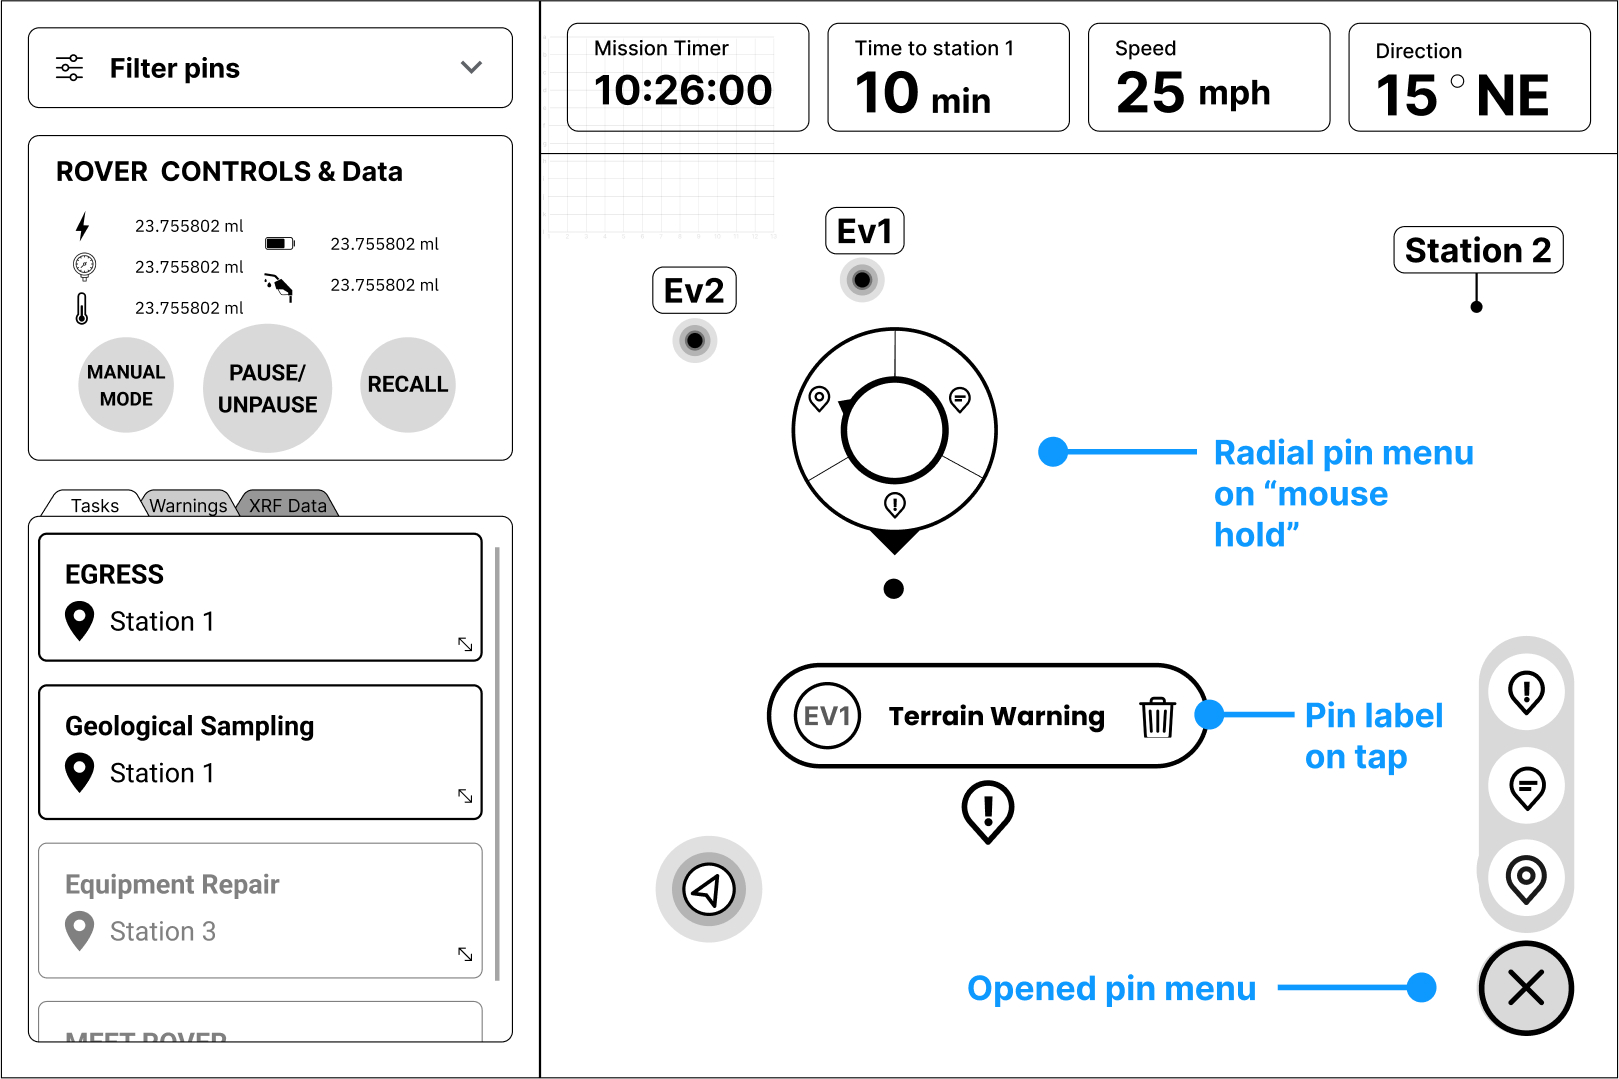 Filter pins
ROVER CONTROLS & Data
23.755802 ml
23.755802 ml
23.755802 ml
23.755802 ml
23.755802 ml
MANUAL
MODE
PAUSE/
UNPAUSE
RECALL
Tasks
Warnings
XRF Data
EGRESS
Station 1
Geological Sampling
Station 1
Equipment Repair
Station 3
MEET ROVER
Mission Timer
10:26:00
Time to station 1
10 min
Speed
25 mph
Direction
15° NE
Ev1
Ev2
Station 2
Radial pin menu
on “mouse
hold”
EV1
Terrain Warning
Pin label
on tap
Opened pin menu